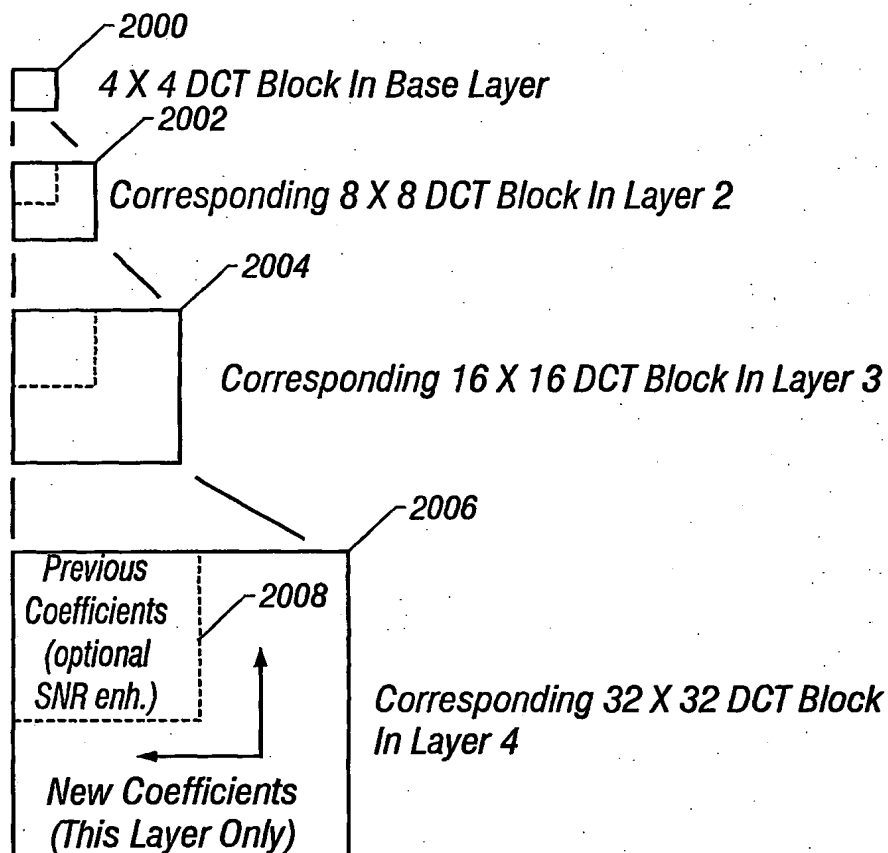 2000
4 X 4 DCT Block In Base Layer
2002
Corresponding 8 X 8 DCT Block In Layer 2
2004
Corresponding 16 X 16 DCT Block In Layer 3
2006
Previous
Coefficients
(optional
SNR enh.)
2008
Corresponding 32 X 32 DCT Block
In Layer 4
New Coefficients
(This Layer Only)